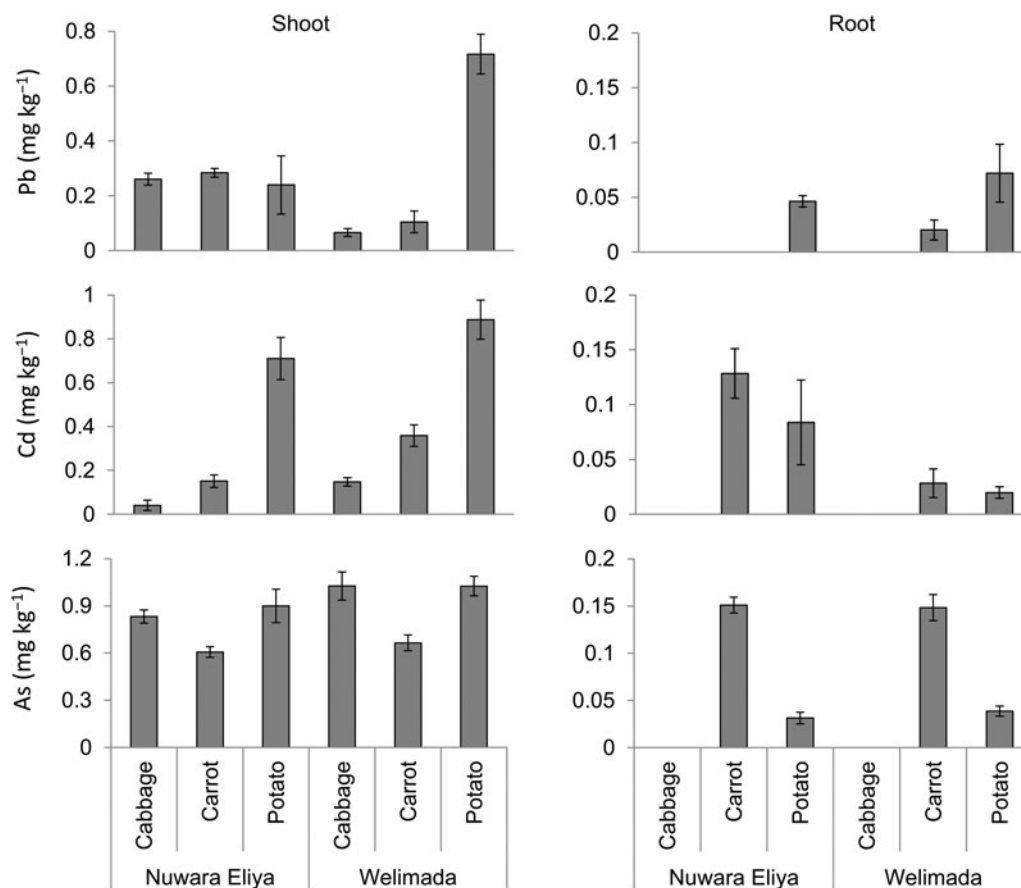 Shoot
Root
Pb (mg kg⁻¹)
0.8
0.6
0.4
0.2
0
0.2
0.15
0.1
0.05
0
Cd (mg kg⁻¹)
1
0.8
0.6
0.4
0.2
0
0.2
0.15
0.1
0.05
0
As (mg kg⁻¹)
1.2
0.9
0.6
0.3
0
0.2
0.15
0.1
0.05
0
Cabbage
Carrot
Potato
Cabbage
Carrot
Potato
Nuwara Eliya
Welimada
Cabbage
Carrot
Potato
Cabbage
Carrot
Potato
Nuwara Eliya
Welimada